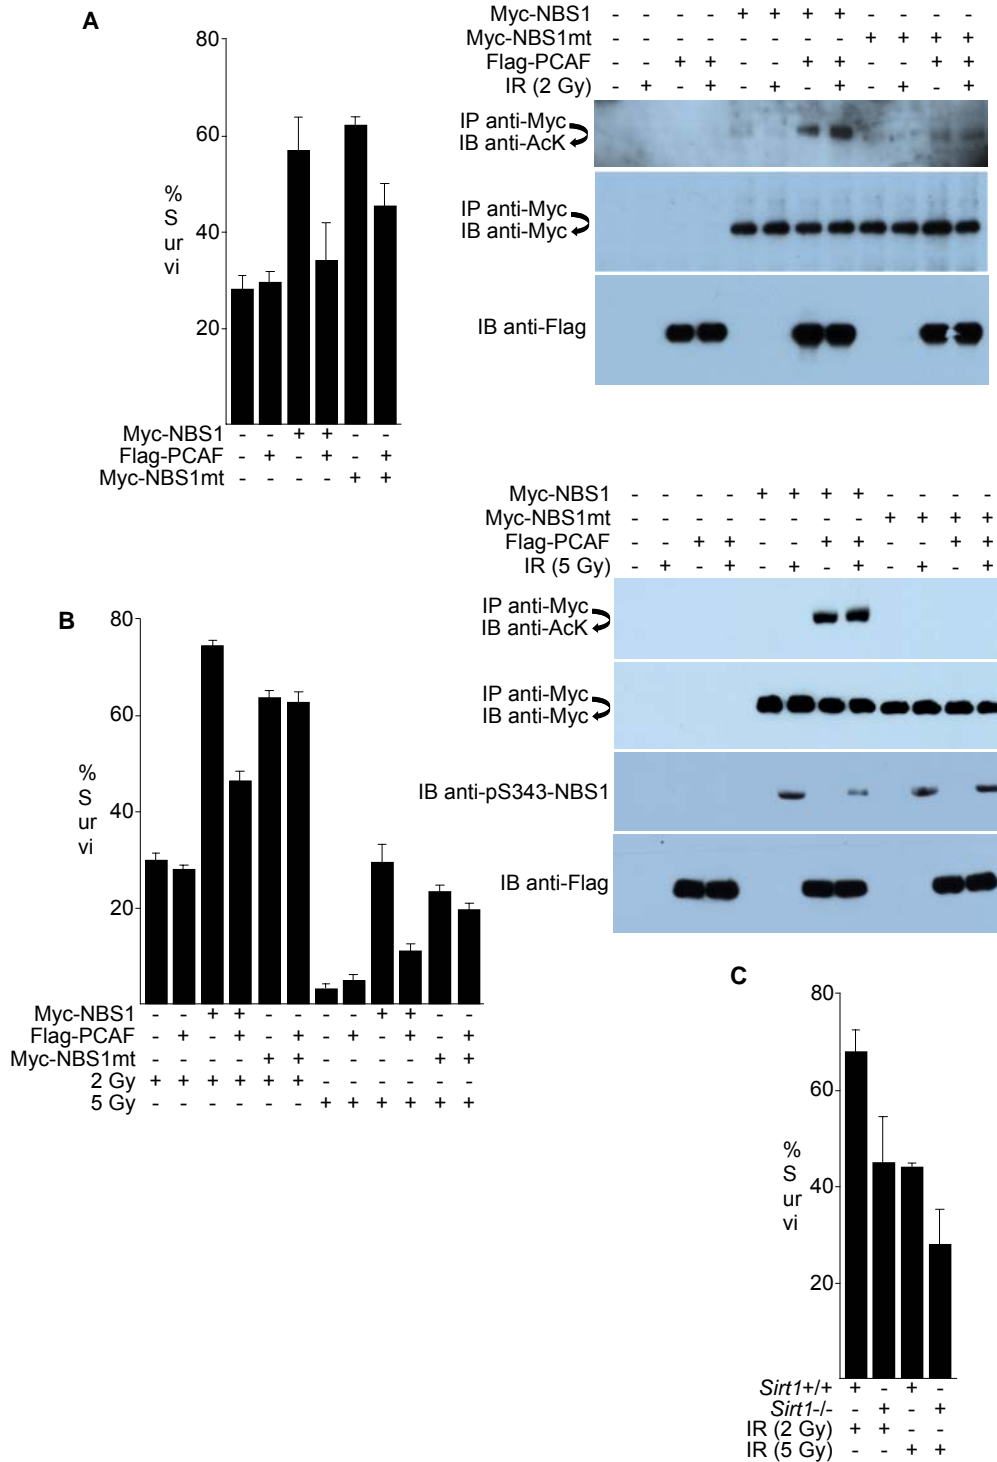 A
80
60
40
20
%
S
ur
vi
Myc-NBS1 - - + + - -
Flag-PCAF - + - + - +
Myc-NBS1mt - - - - + +
Myc-NBS1 - - - - + + + + - - - -
Myc-NBS1mt - - - - - - - - + + + +
Flag-PCAF - - + + - - + + - - + +
IR (2 Gy) - + - + - + - + - + - +
IP anti-Myc
IB anti-AcK
IP anti-Myc
IB anti-Myc
IB anti-Flag
Myc-NBS1 - - - - + + + + - - - -
Myc-NBS1mt - - - - - - - - + + + +
Flag-PCAF - - + + - - + + - - + +
IR (5 Gy) - + - + - + - + - + - +
IP anti-Myc
IB anti-AcK
IP anti-Myc
IB anti-Myc
IB anti-pS343-NBS1
IB anti-Flag
B
80
60
40
20
%
S
ur
vi
Myc-NBS1 - - + + - - - - + + - -
Flag-PCAF - + - + - + - + - + - +
Myc-NBS1mt - - - - + + - - - - + +
2 Gy + + + + + + - - - - - -
5 Gy - - - - - - + + + + + +
C
80
60
40
20
%
S
ur
vi
Sirt1+/+ + - + -
Sirt1-/- - + - +
IR (2 Gy) + + - -
IR (5 Gy) - - + +